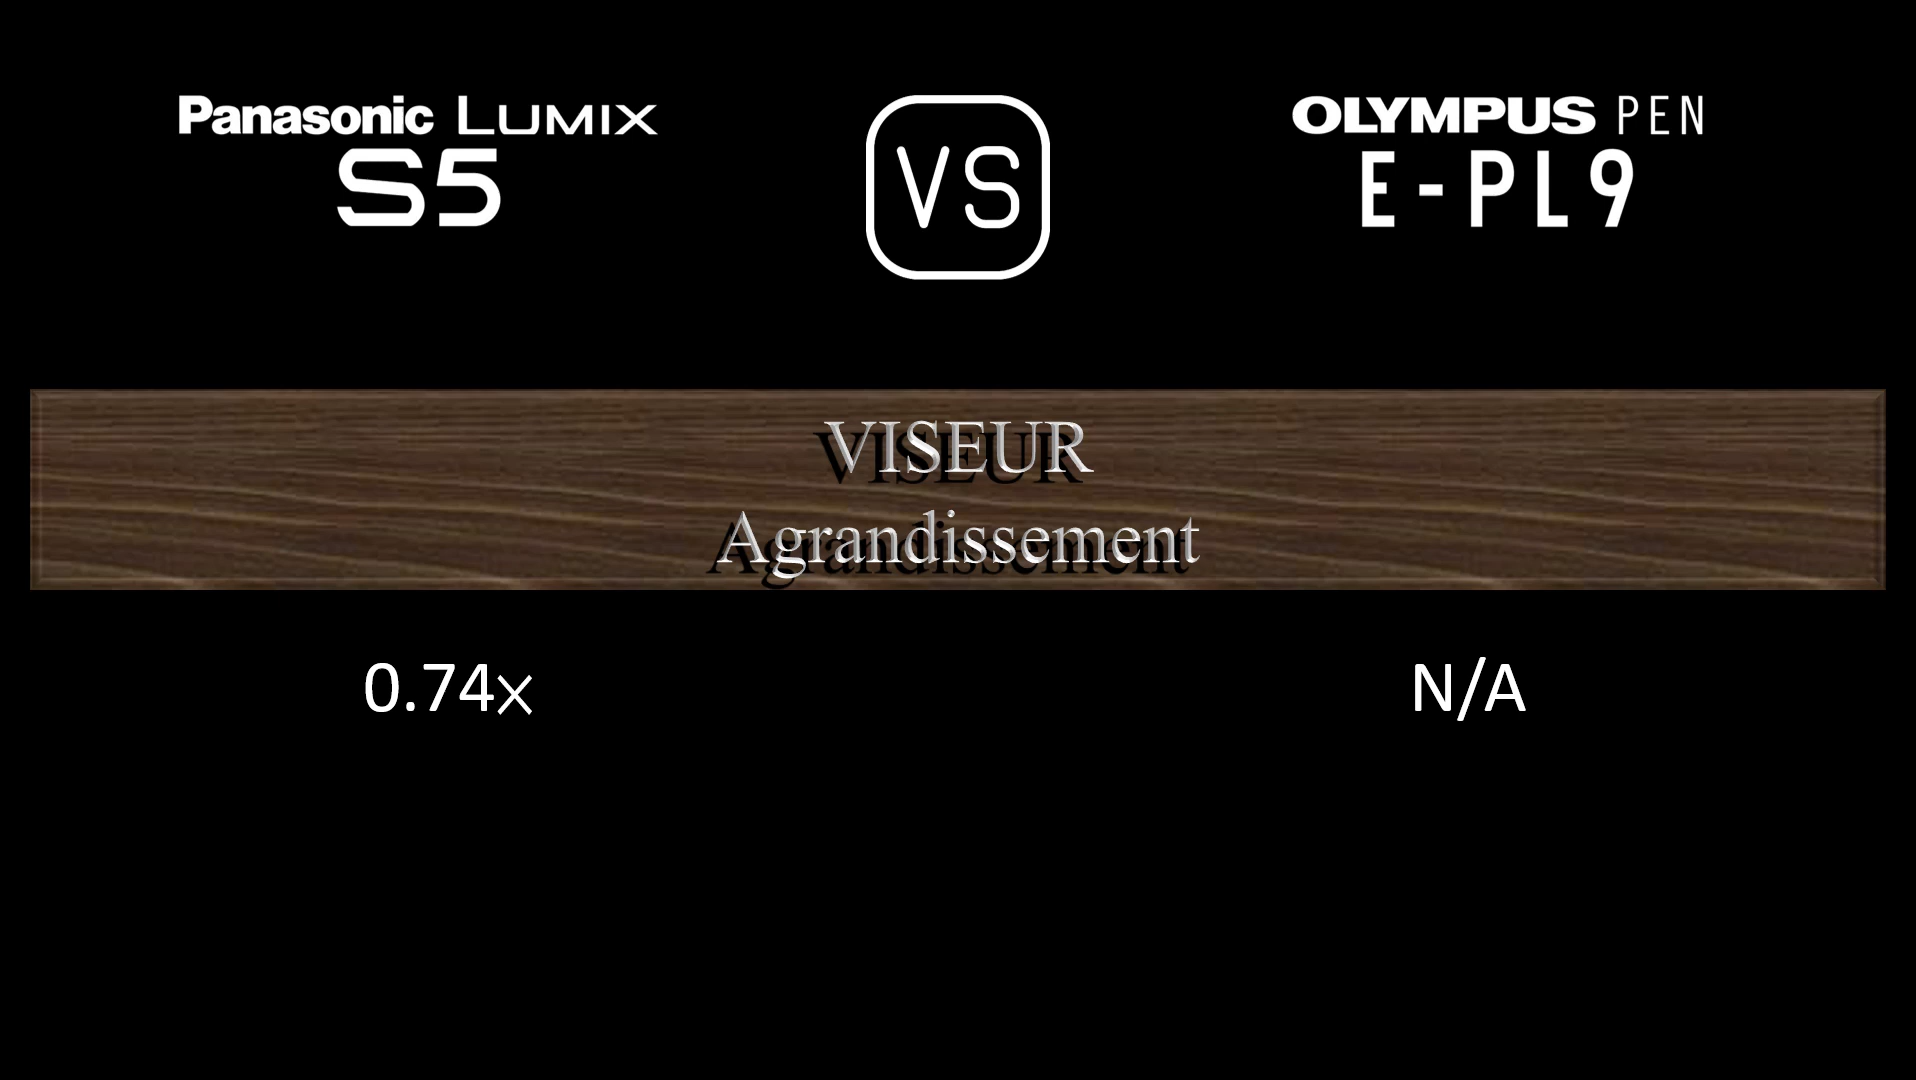 Panasonic LUMIX
S5
VS
OLYMPUS PEN
E-PL9
VISEUR
Agrandissement
0.74x
N/A